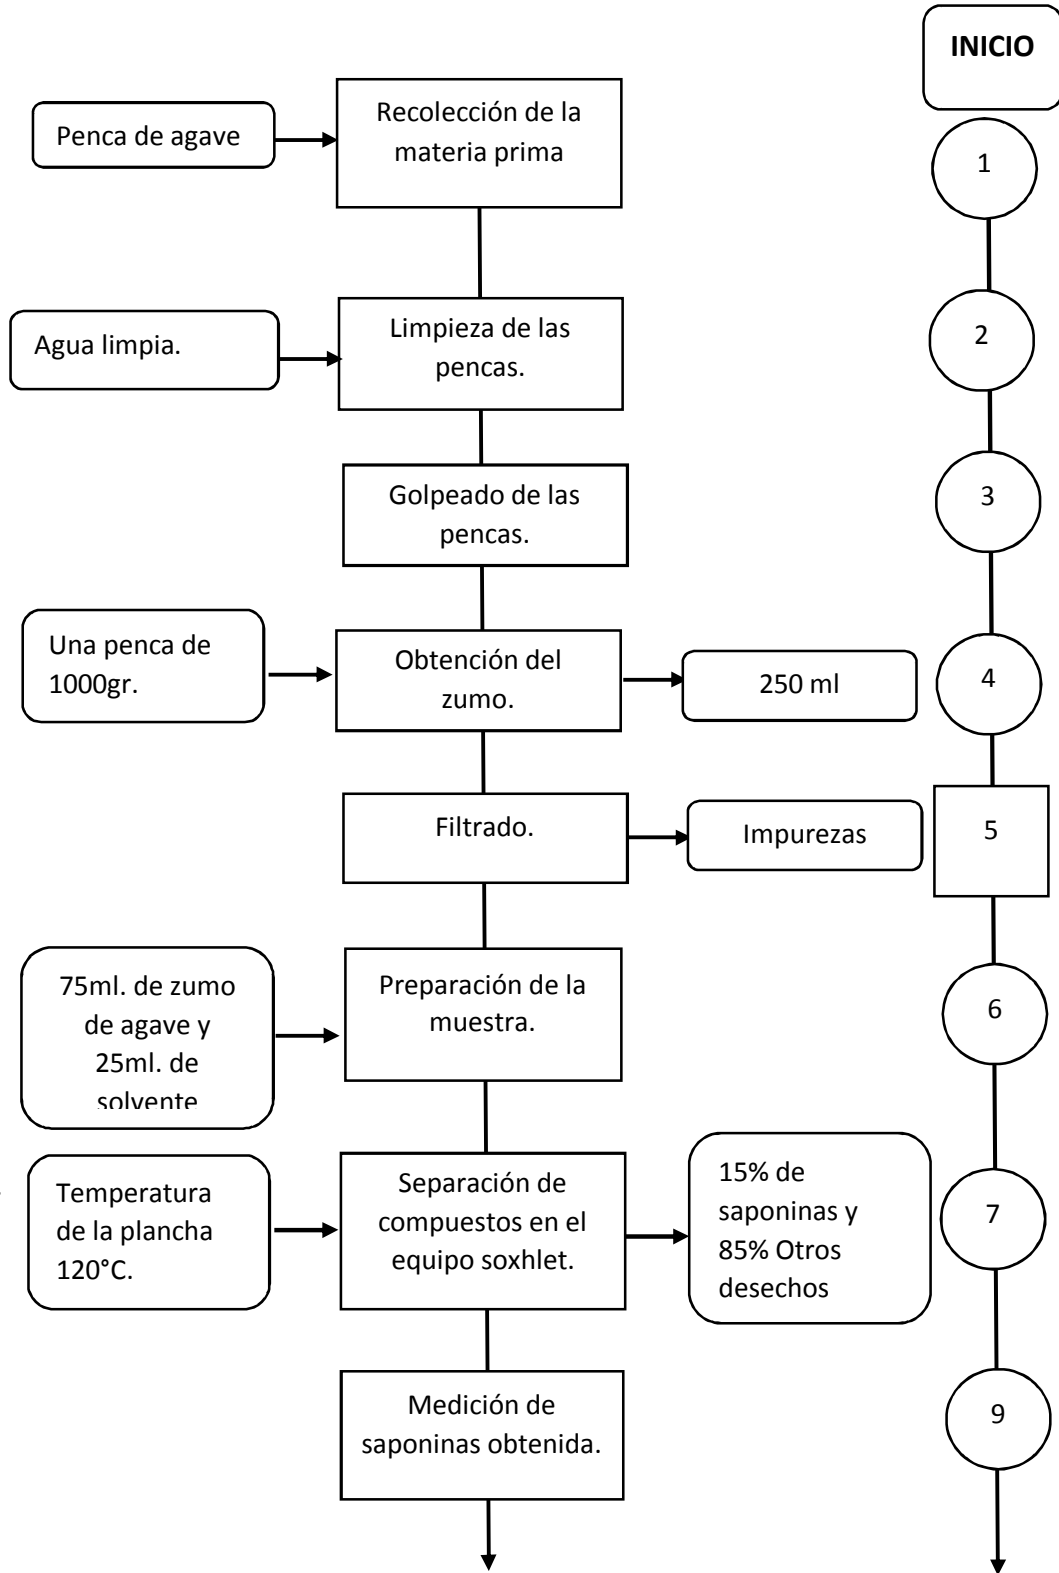 INICIO
Penca de agave
Recolección de la
materia prima
1
Agua limpia.
Limpieza de las
pencas.
2
Golpeado de las
pencas.
3
Una penca de
1000gr.
Obtención del
zumo.
250 ml
4
Filtrado.
Impurezas
5
75ml. de zumo
de agave y
25ml. de
solvente
Preparación de la
muestra.
6
Temperatura
de la plancha
120°C.
Separación de
compuestos en el
equipo soxhlet.
15% de
saponinas y
85% Otros
desechos
7
Medición de
saponinas obtenida.
9